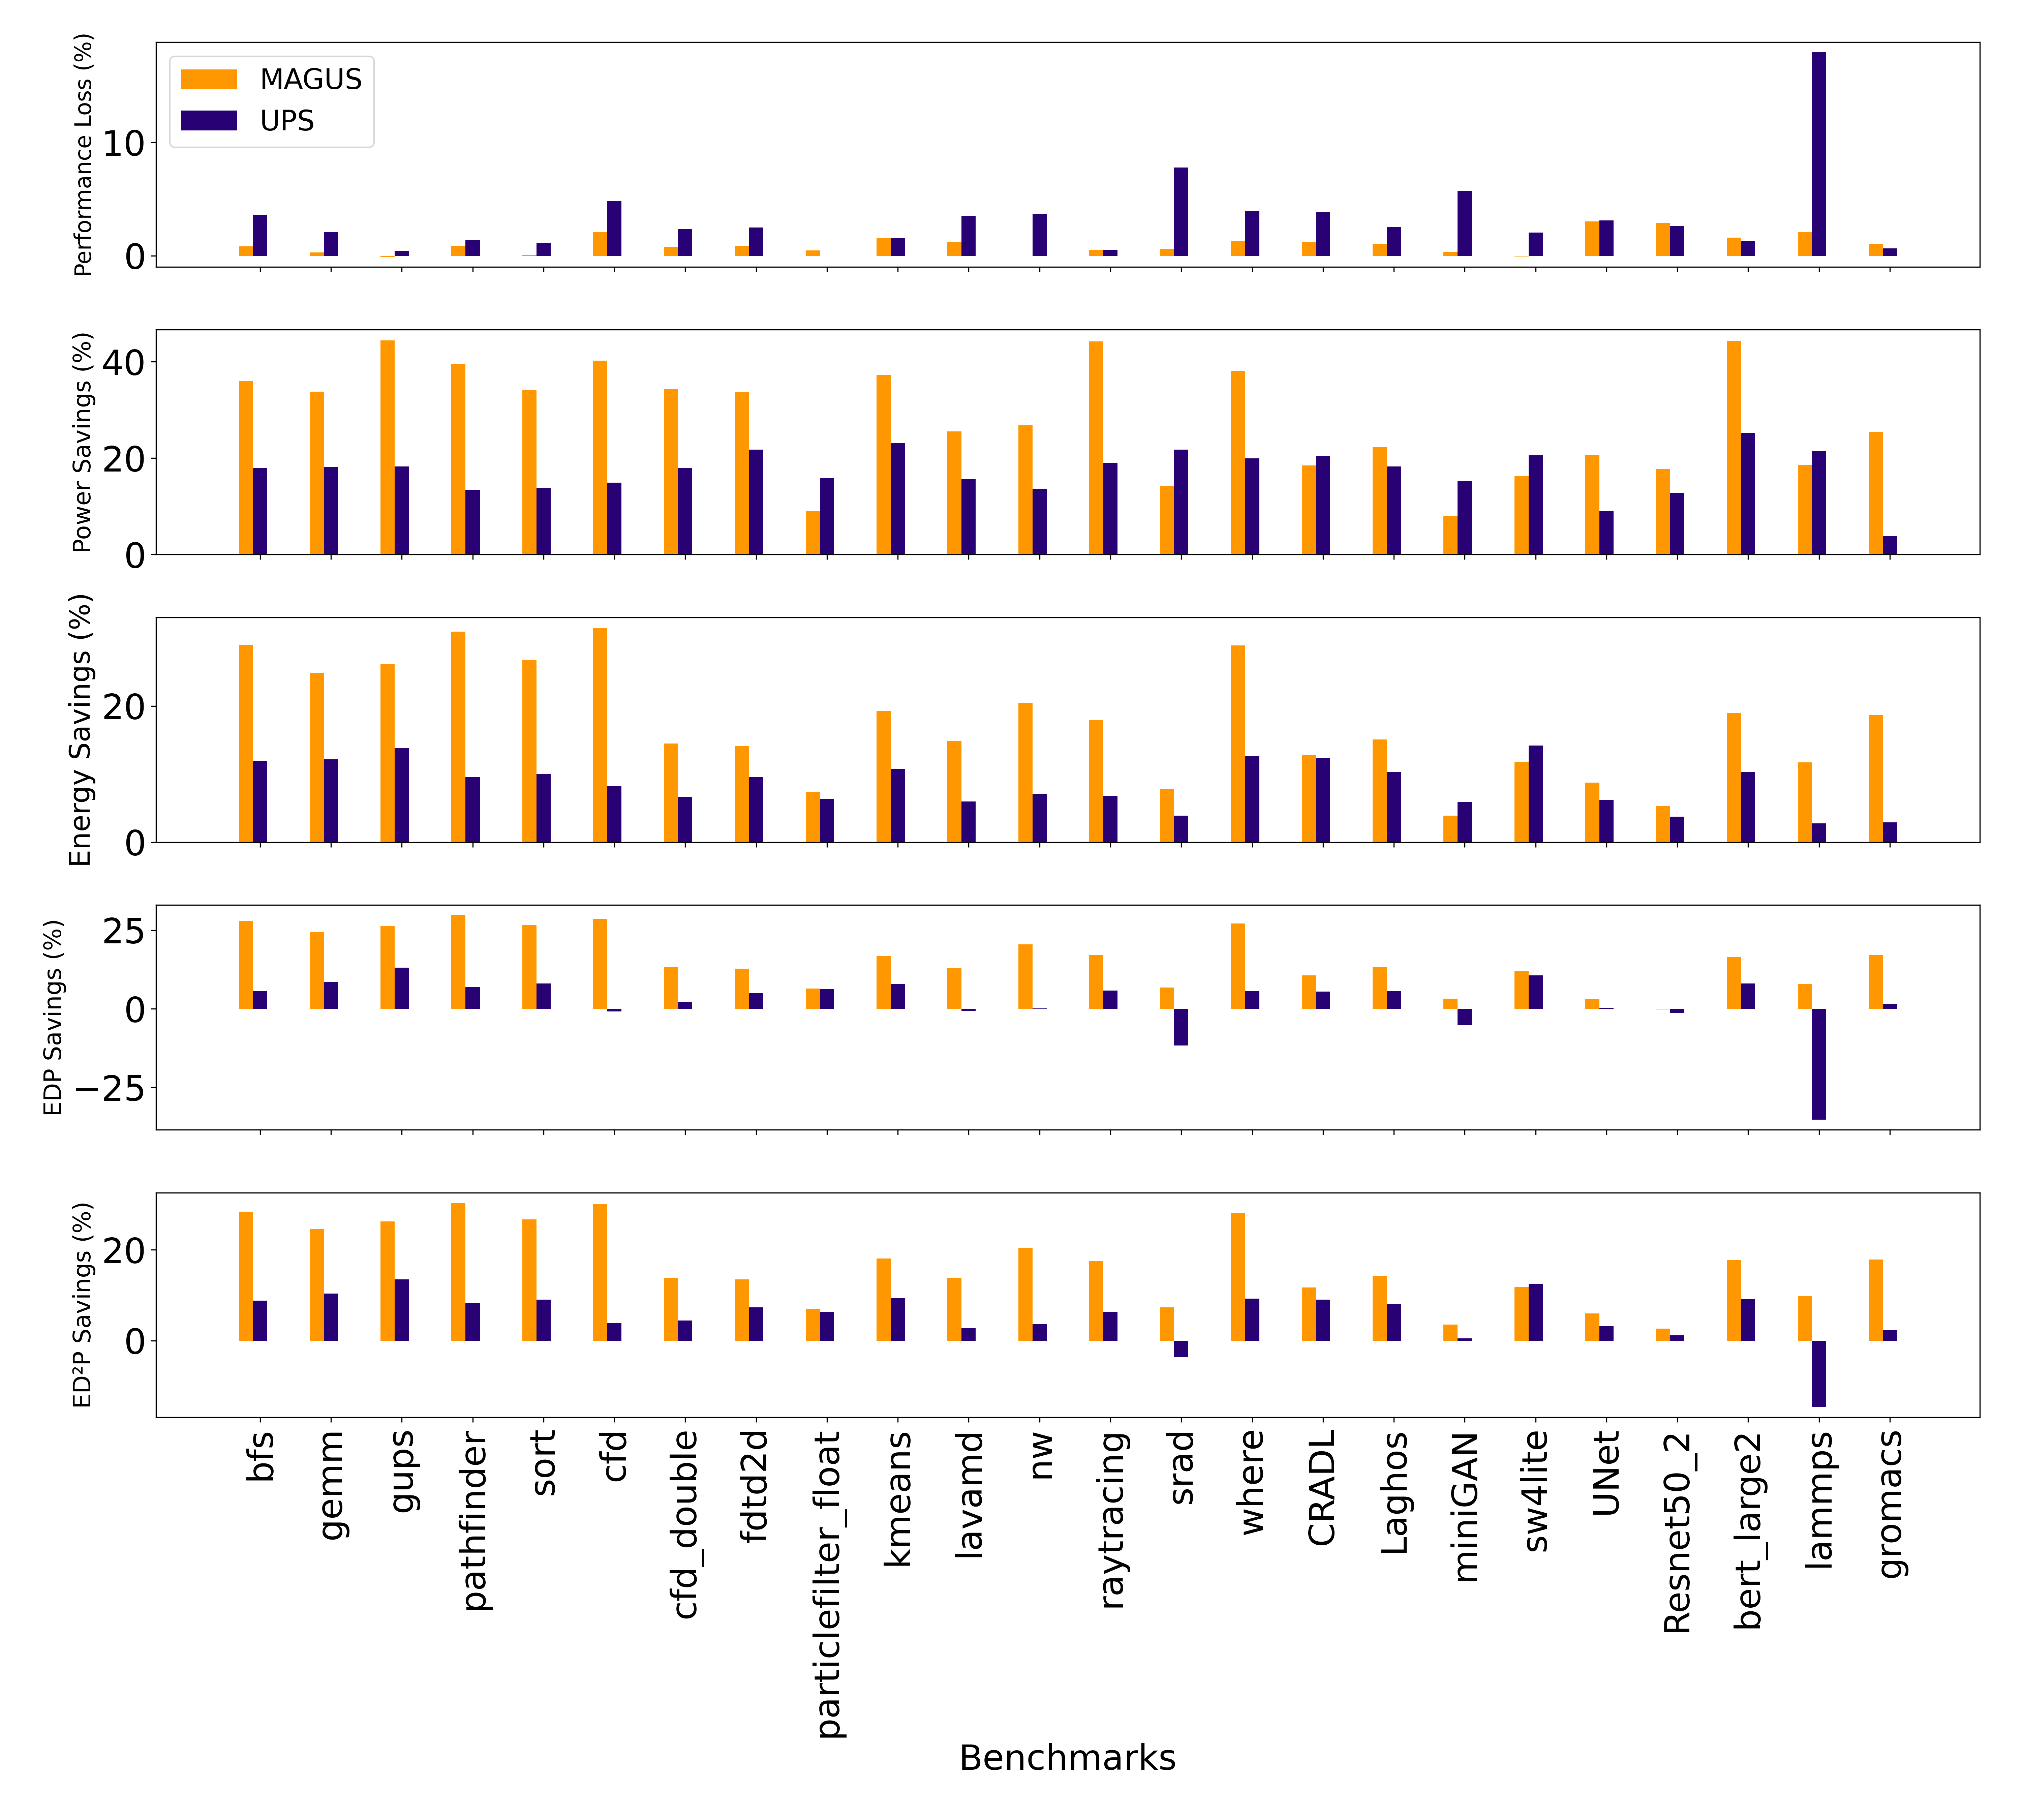 Performance Loss (%)
10
0
MAGUS
UPS
Power Savings (%)
40
20
0
Energy Savings (%)
20
0
EDP Savings (%)
25
0
−25
ED²P Savings (%)
20
0
bfs
gemm
gups
pathfinder
sort
cfd
cfd_double
fdtd2d
particlefilter_float
kmeans
lavamd
nw
raytracing
srad
where
CRADL
Laghos
miniGAN
sw4lite
UNet
Resnet50_2
bert_large2
lammps
gromacs
Benchmarks